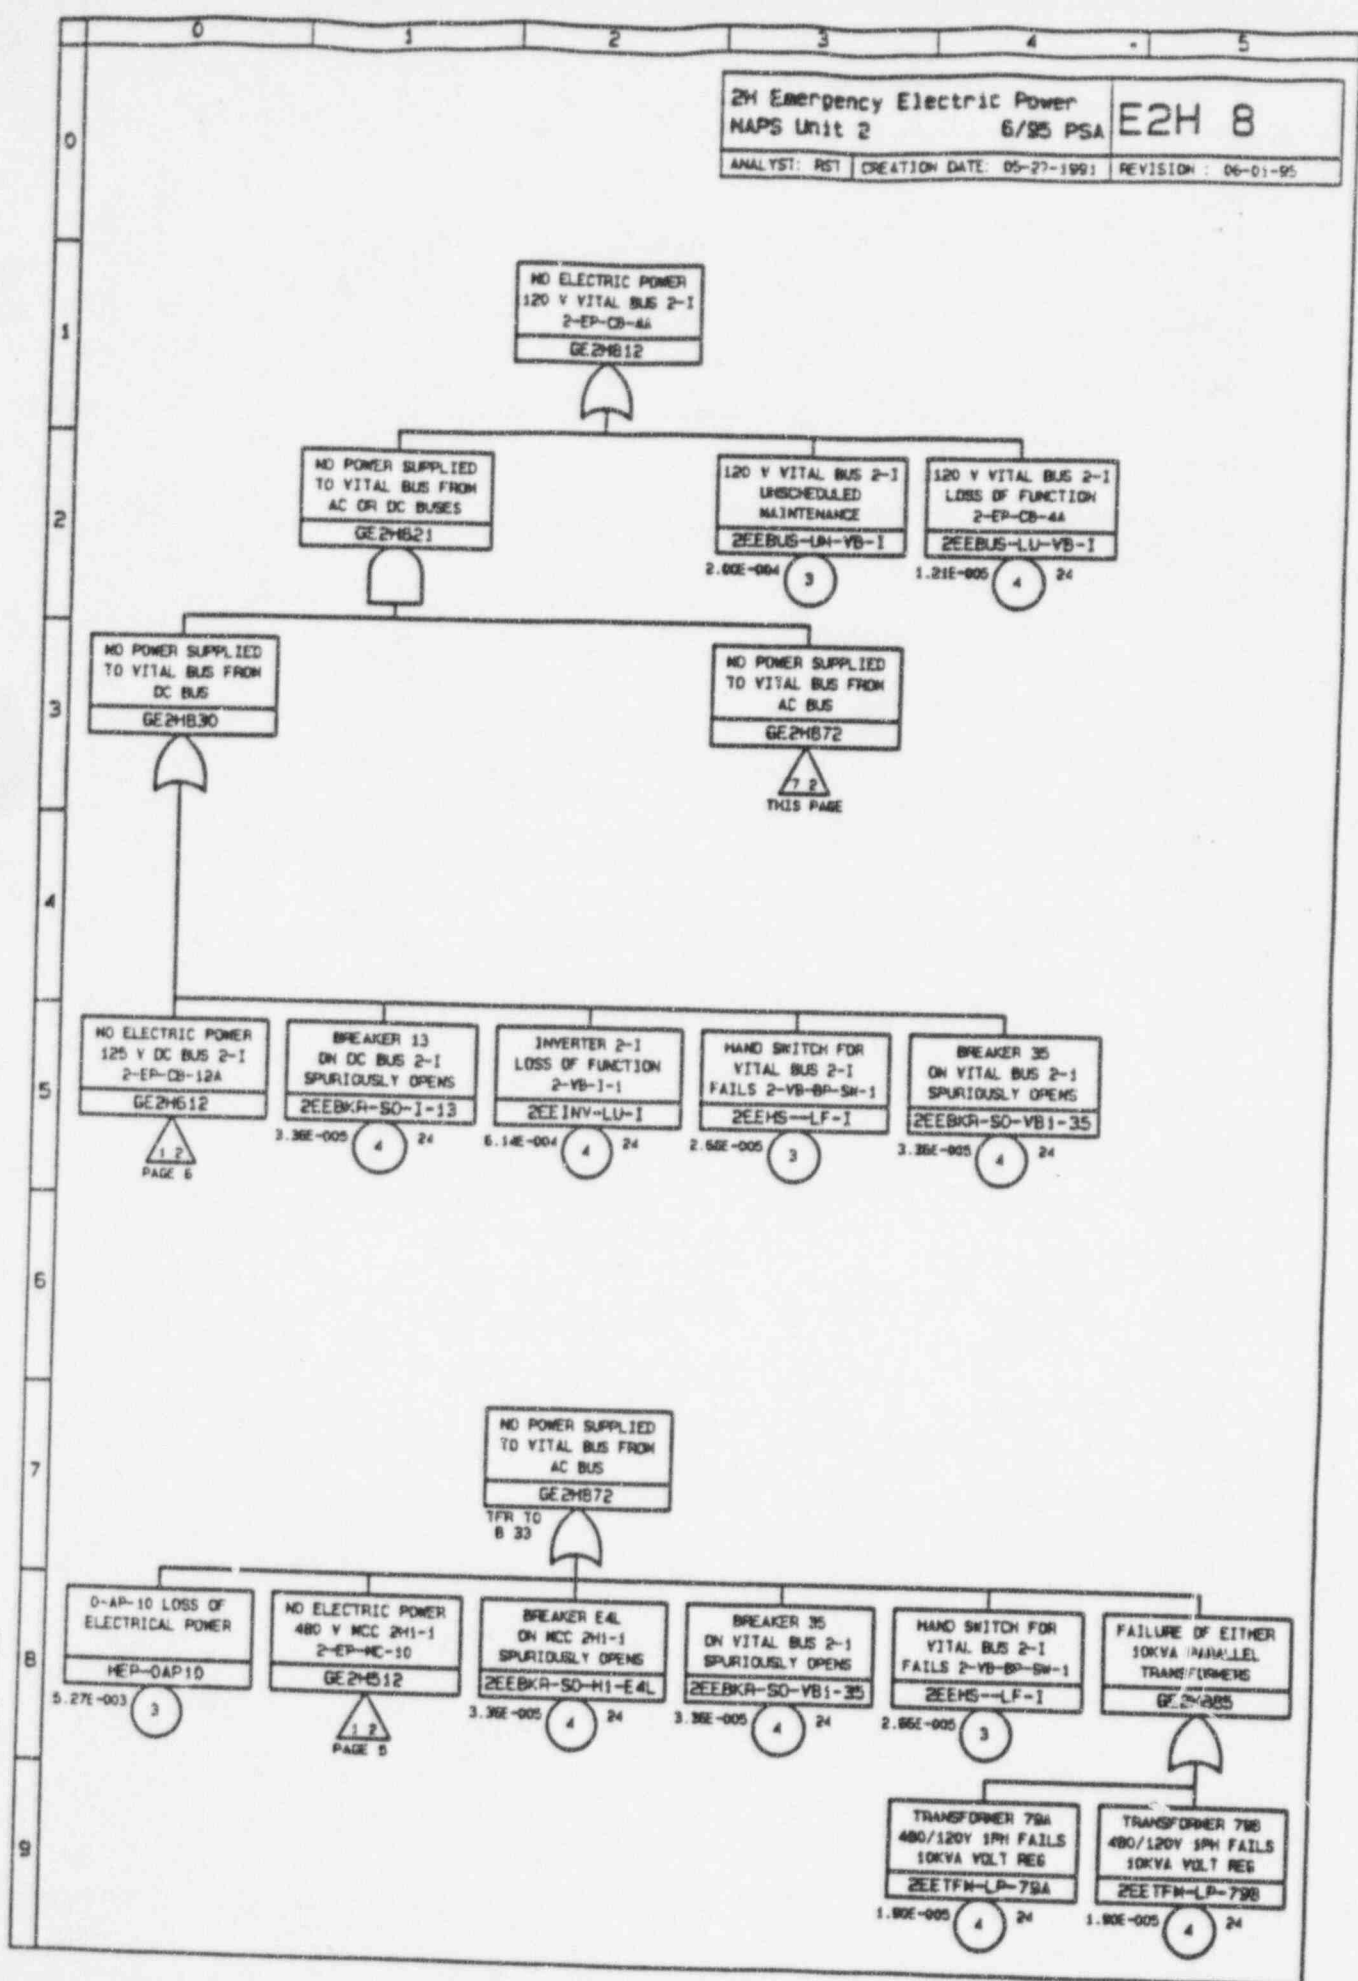 0 1 2 3 4 5
2H Emergency Electric Power
NAPS Unit 2 6/95 PSA
E2H 8
ANALYST: RST CREATION DATE: 05-27-1991 REVISION : 06-01-95
0
1
2
3
4
5
6
7
8
9
NO ELECTRIC POWER
120 V VITAL BUS 2-I
2-EP-CB-4A
GE2H812
NO POWER SUPPLIED
TO VITAL BUS FROM
AC OR DC BUSES
GE2H821
120 V VITAL BUS 2-I
UNSCHEDULED
MAINTENANCE
2EEBUS-UM-VB-I
2.00E-004
3
120 V VITAL BUS 2-I
LOSS OF FUNCTION
2-EP-CB-4A
2EEBUS-LU-VB-I
1.21E-005
4
24
NO POWER SUPPLIED
TO VITAL BUS FROM
DC BUS
GE2H830
NO POWER SUPPLIED
TO VITAL BUS FROM
AC BUS
GE2H872
7 2
THIS PAGE
NO ELECTRIC POWER
125 V DC BUS 2-I
2-EP-CB-12A
GE2H612
1 2
PAGE 6
BREAKER 13
ON DC BUS 2-I
SPURIOUSLY OPENS
2EEBKR-SO-I-13
3.36E-005
4
24
INVERTER 2-I
LOSS OF FUNCTION
2-VB-I-1
2EEINV-LU-I
6.14E-004
4
24
HAND SWITCH FOR
VITAL BUS 2-I
FAILS 2-VB-BP-SW-1
2EEHS--LF-I
2.66E-005
3
BREAKER 35
ON VITAL BUS 2-1
SPURIOUSLY OPENS
2EEBKR-SO-VB1-35
3.36E-005
4
24
NO POWER SUPPLIED
TO VITAL BUS FROM
AC BUS
GE2H872
TFR TO
8 33
0-AP-10 LOSS OF
ELECTRICAL POWER
HEP-0AP10
5.27E-003
3
NO ELECTRIC POWER
480 V MCC 2H1-1
2-EP-MC-10
GE2H512
1 2
PAGE 5
BREAKER E4L
ON MCC 2H1-1
SPURIOUSLY OPENS
2EEBKR-SO-H1-E4L
3.36E-005
4
24
BREAKER 35
ON VITAL BUS 2-1
SPURIOUSLY OPENS
2EEBKR-SO-VB1-35
3.36E-005
4
24
HAND SWITCH FOR
VITAL BUS 2-I
FAILS 2-VB-BP-SW-1
2EEHS--LF-I
2.66E-005
3
FAILURE OF EITHER
10KVA PARALLEL
TRANSFORMERS
GE2H885
TRANSFORMER 79A
480/120V 1PH FAILS
10KVA VOLT REG
2EETFM-LP-79A
1.90E-005
4
24
TRANSFORMER 79B
480/120V 1PH FAILS
10KVA VOLT REG
2EETFM-LP-79B
1.90E-005
4
24